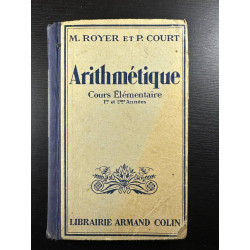 M. ROYER ET P. COURT
Arithmétique
Cours Élémentaire
1re et 2me Années
LIBRAIRIE ARMAND COLIN